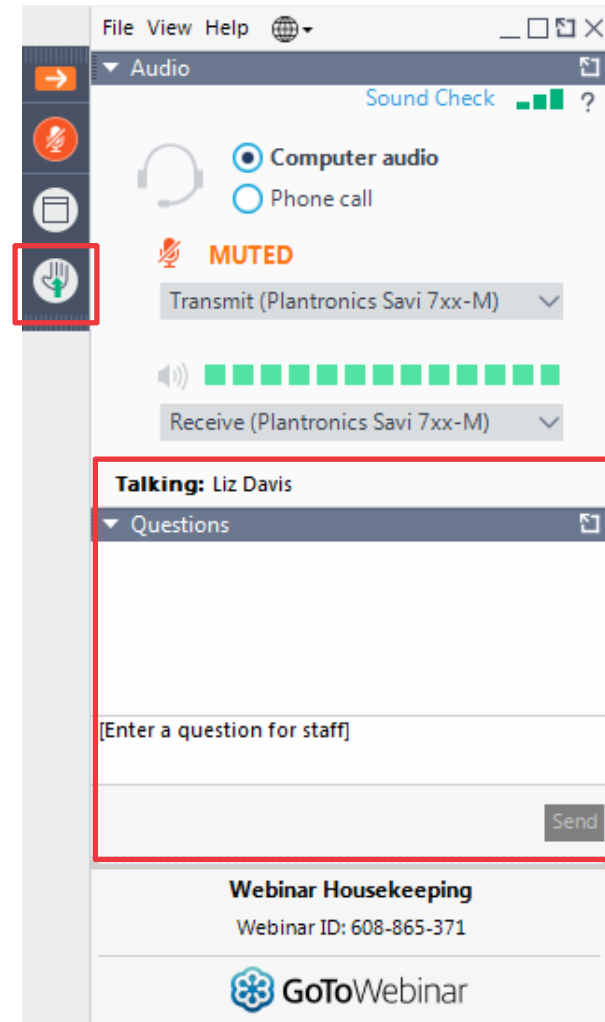 File View Help
Audio
Sound Check ?
Computer audio
Phone call
MUTED
Transmit (Plantronics Savi 7xx-M)
Receive (Plantronics Savi 7xx-M)
Talking: Liz Davis
Questions
[Enter a question for staff]
Send
Webinar Housekeeping
Webinar ID: 608-865-371
GoToWebinar